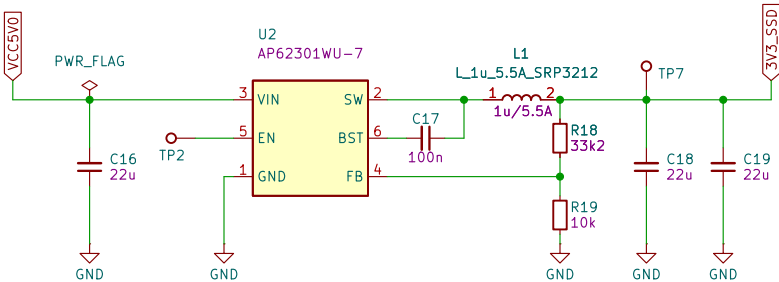 VCC5V0
PWR_FLAG
U2
AP62301WU-7
L1
L_1u_5.5A_SRP3212
TP7
3V3_SSD
3 VIN SW 2
1 2
1u/5.5A
C17
100n
5 EN BST 6
TP2
R18
33k2
C16
22u
C18
22u
C19
22u
1 GND FB 4
R19
10k
GND
GND
GND
GND
GND